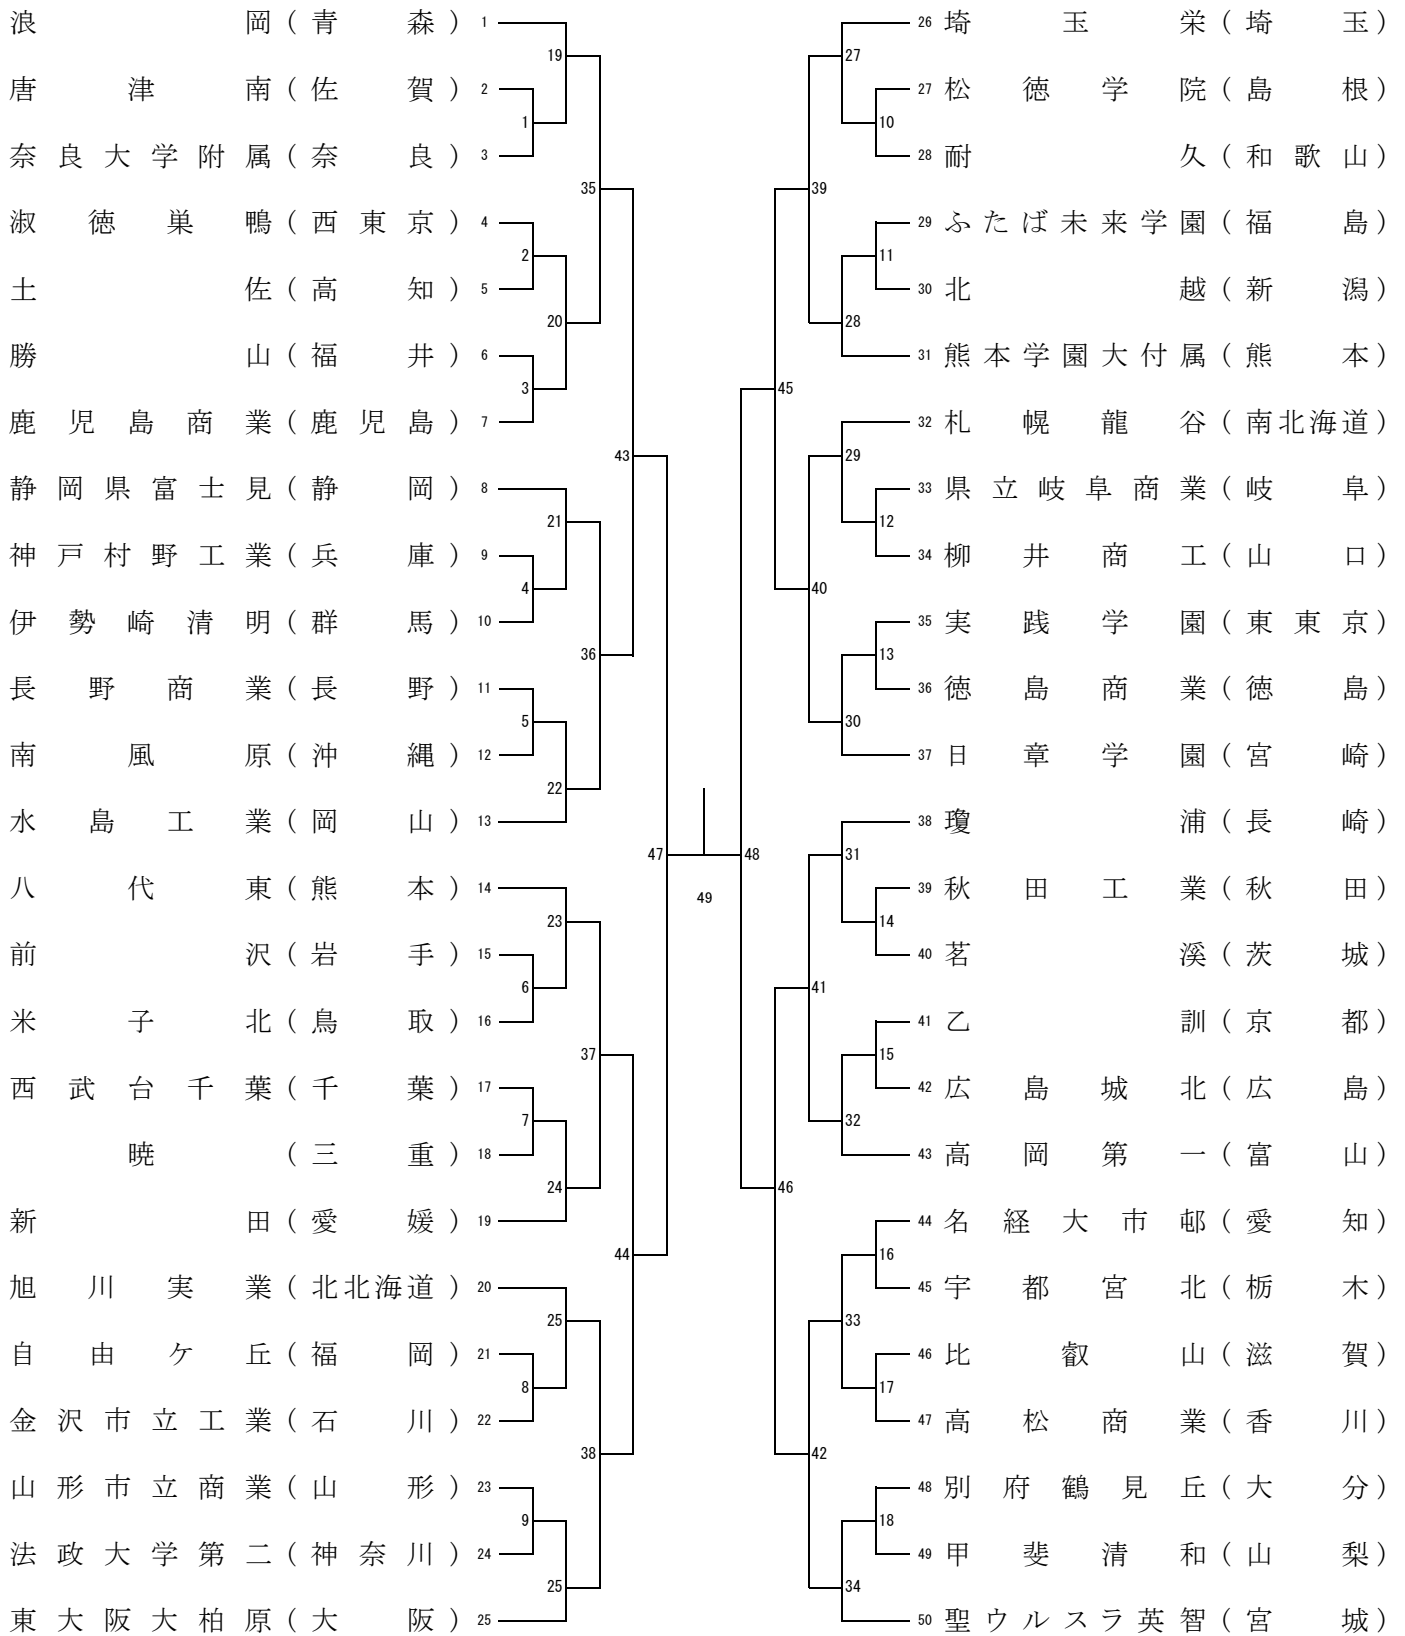 浪岡(青森) 1
唐津南(佐賀) 2
奈良大学附属(奈良) 3
淑徳巣鴨(西東京) 4
土佐(高知) 5
勝山(福井) 6
鹿児島商業(鹿児島) 7
静岡県富士見(静岡) 8
神戸村野工業(兵庫) 9
伊勢崎清明(群馬) 10
長野商業(長野) 11
南風原(沖縄) 12
水島工業(岡山) 13
八代東(熊本) 14
前沢(岩手) 15
米子北(鳥取) 16
西武台千葉(千葉) 17
暁(三重) 18
新田(愛媛) 19
旭川実業(北北海道) 20
自由ケ丘(福岡) 21
金沢市立工業(石川) 22
山形市立商業(山形) 23
法政大学第二(神奈川) 24
東大阪大柏原(大阪) 25
19
1
35
2
20
3
43
21
4
36
5
22
47
23
6
37
7
24
44
25
8
38
9
25
49
27
10
39
11
28
45
29
12
40
13
30
48
31
14
41
15
32
46
16
33
17
42
18
34
26 埼玉栄(埼玉)
27 松徳学院(島根)
28 耐久(和歌山)
29 ふたば未来学園(福島)
30 北越(新潟)
31 熊本学園大付属(熊本)
32 札幌龍谷(南北海道)
33 県立岐阜商業(岐阜)
34 柳井商工(山口)
35 実践学園(東東京)
36 徳島商業(徳島)
37 日章学園(宮崎)
38 瓊浦(長崎)
39 秋田工業(秋田)
40 茗溪(茨城)
41 乙訓(京都)
42 広島城北(広島)
43 高岡第一(富山)
44 名経大市邨(愛知)
45 宇都宮北(栃木)
46 比叡山(滋賀)
47 高松商業(香川)
48 別府鶴見丘(大分)
49 甲斐清和(山梨)
50 聖ウルスラ英智(宮城)